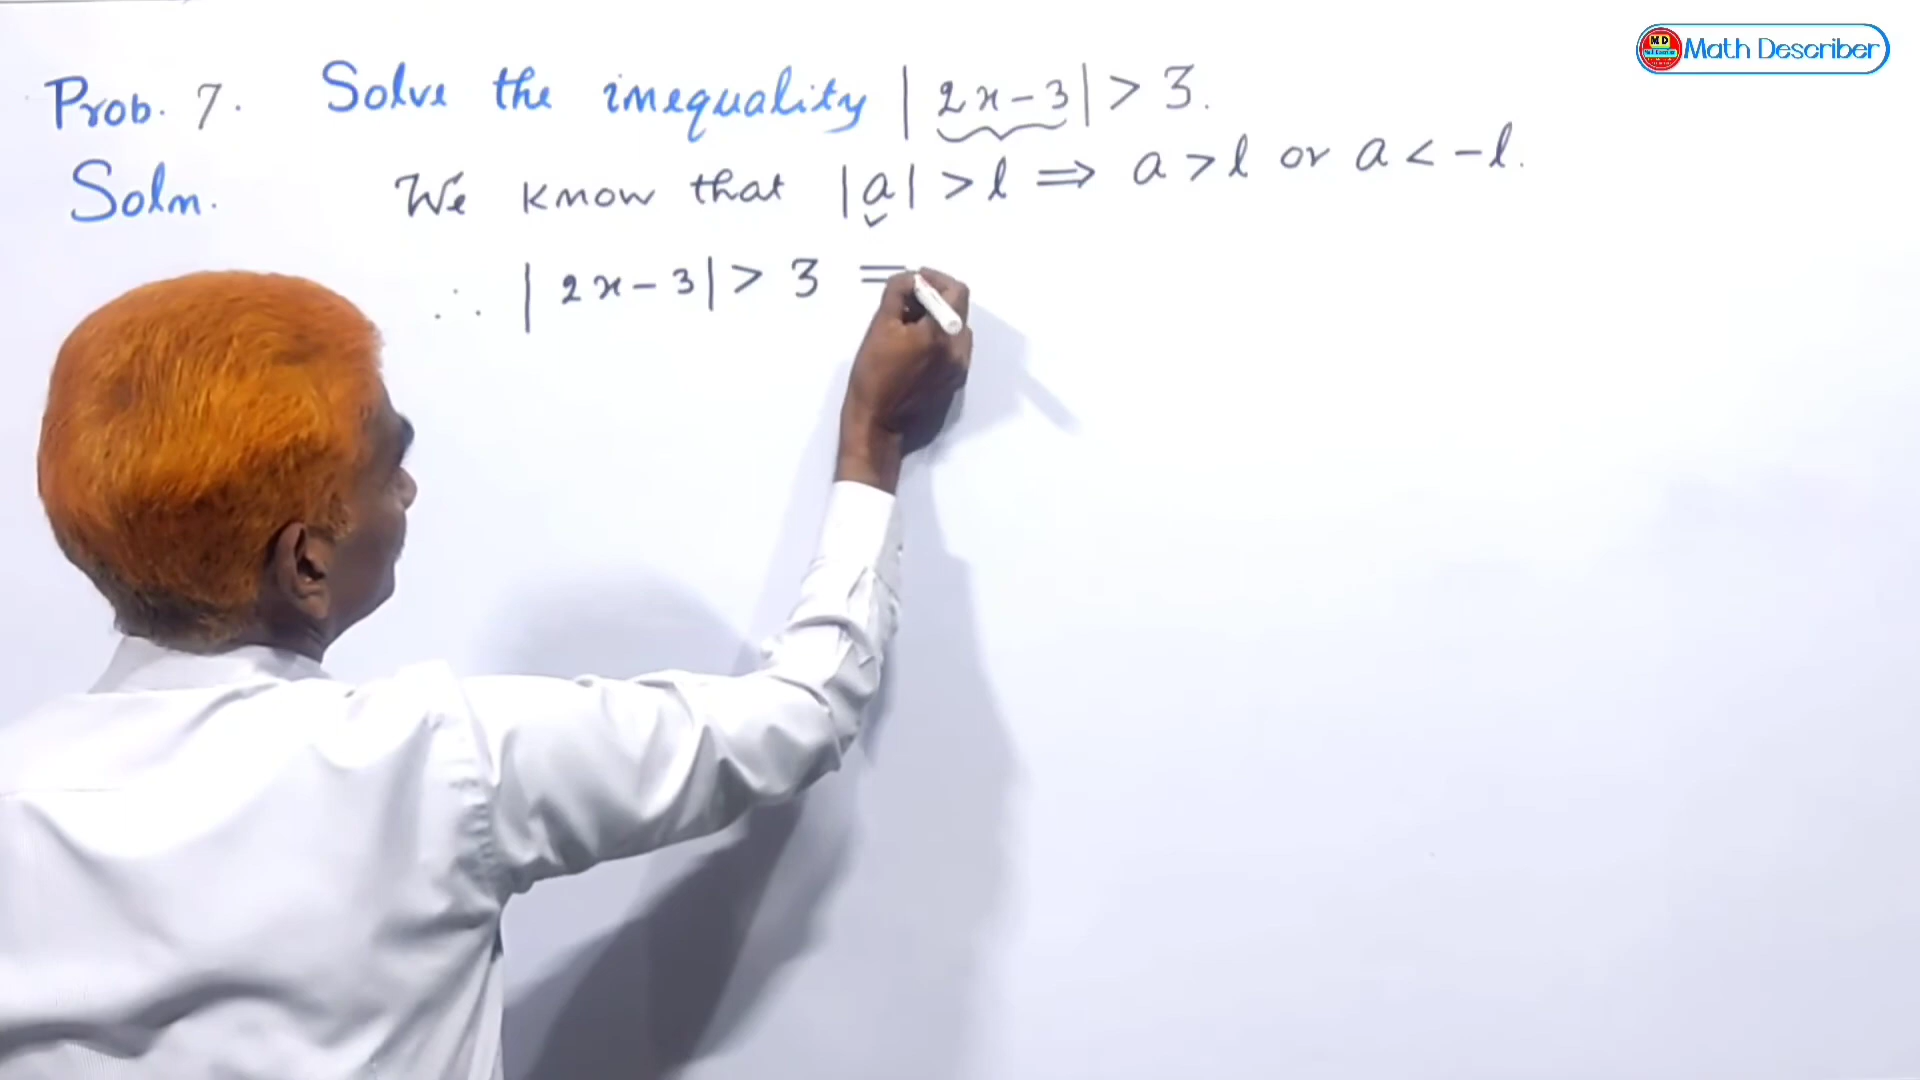 Math Describer
Prob. 7. Solve the inequality |2x-3| > 3.
Soln. We know that |a| > l ⟹ a > l or a < -l.
∴ |2x-3| > 3 =